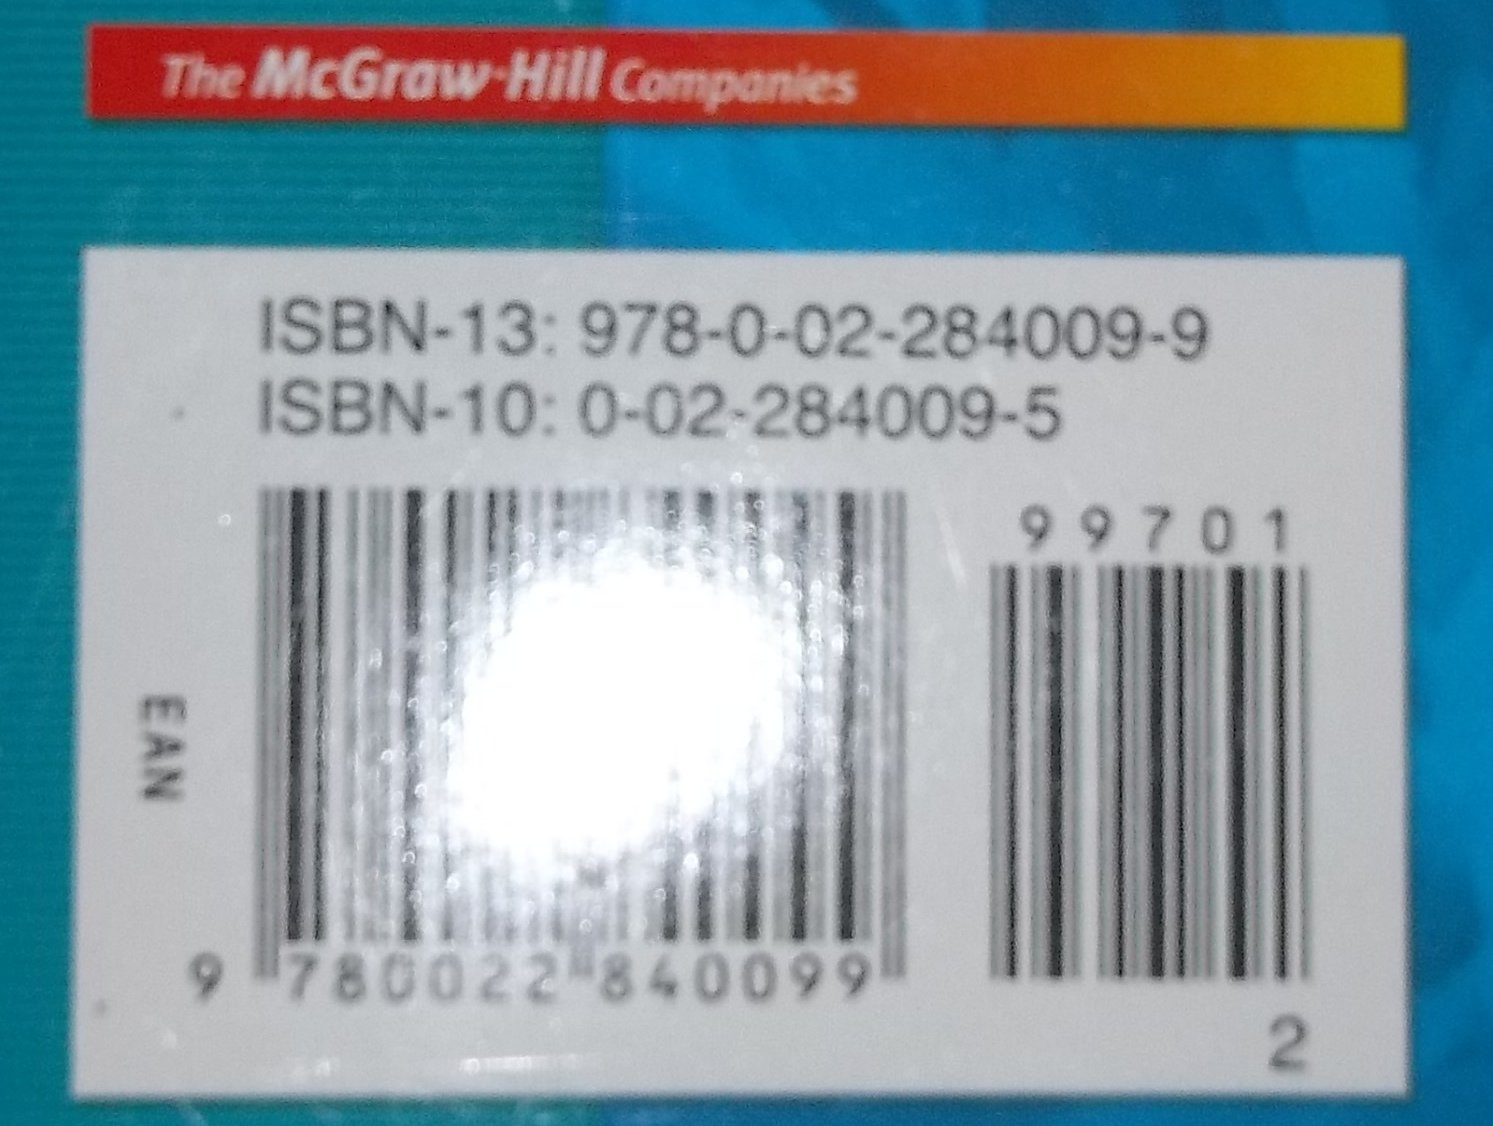 The McGraw·Hill Companies
ISBN-13: 978-0-02-284009-9
ISBN-10: 0-02-284009-5
99701
EAN
9 780022 840099
2